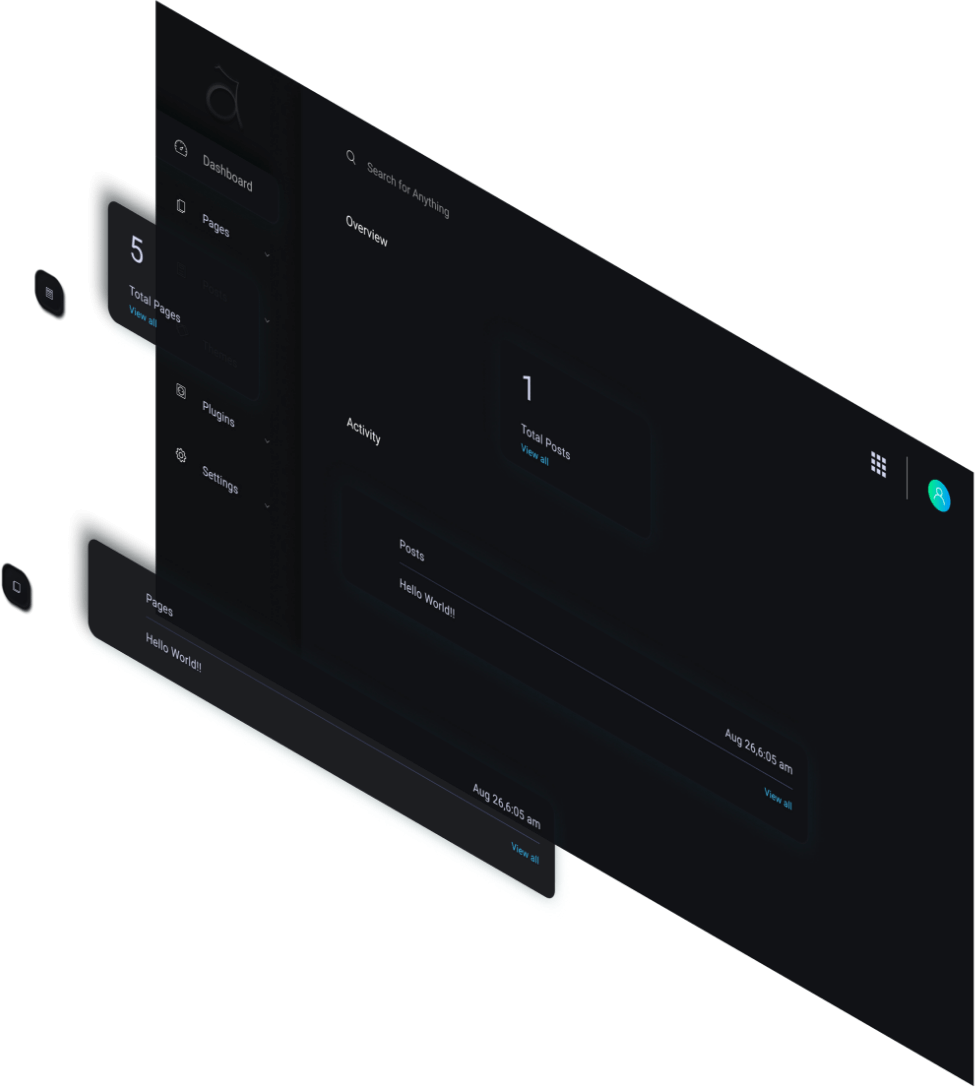 Dashboard
Pages
Plugins
Settings
Search for Anything
Overview
5
Total Pages
View all
1
Total Posts
View all
Activity
Posts
Hello World!!
Aug 26,6:05 am
View all
Pages
Hello World!!
Aug 26,6:05 am
View all